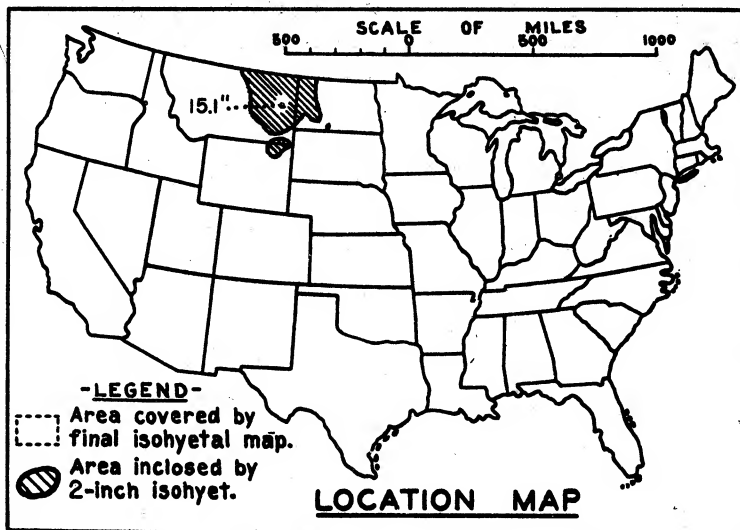 SCALE OF MILES
500 0 500 1000
15.1"
-LEGEND-
Area covered by
final isohyetal map.
Area inclosed by
2-inch isohyet.
LOCATION MAP